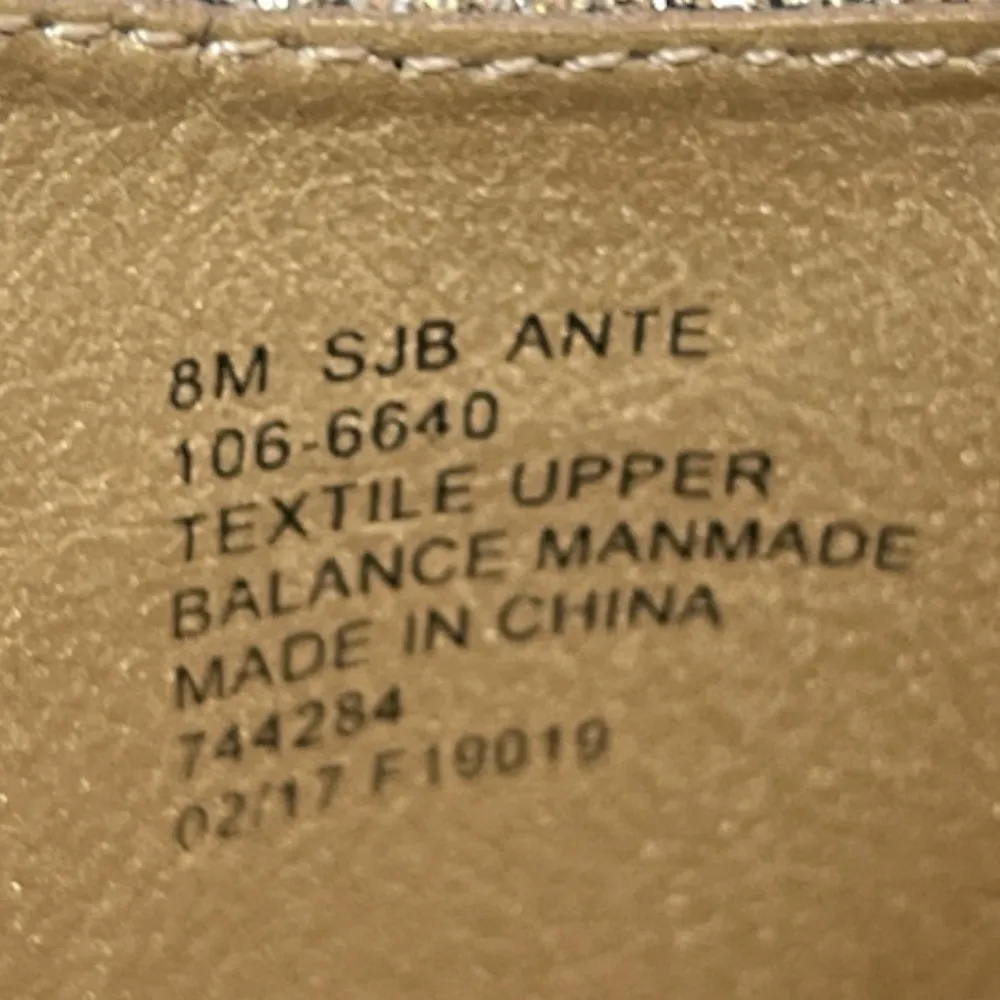 8M SJB ANTE
106-6640
TEXTILE UPPER
BALANCE MANMADE
MADE IN CHINA
744284
02/17 F19019